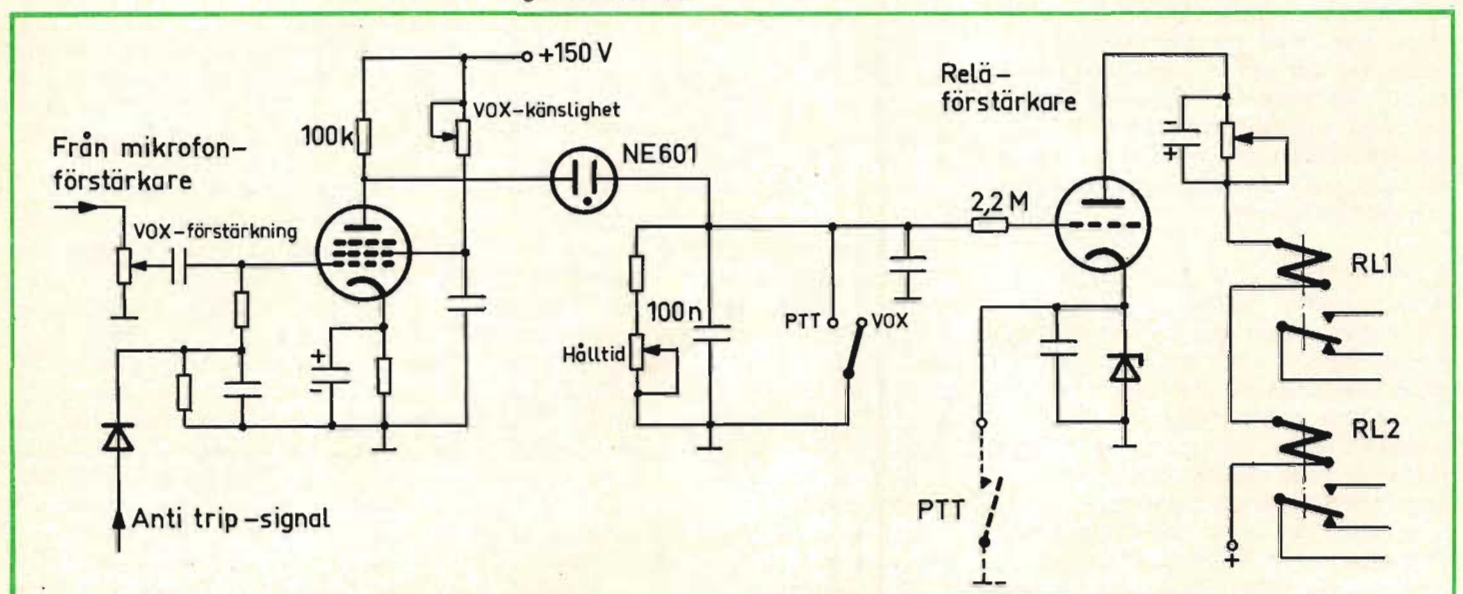 +150 V
VOX-känslighet
100k
Från mikrofon-
förstärkare
VOX-förstärkning
NE601
Relä-
förstärkare
2,2 M
100n
Hålltid
PTT
VOX
+
-
Anti trip-signal
PTT
-
+
RL1
RL2
+